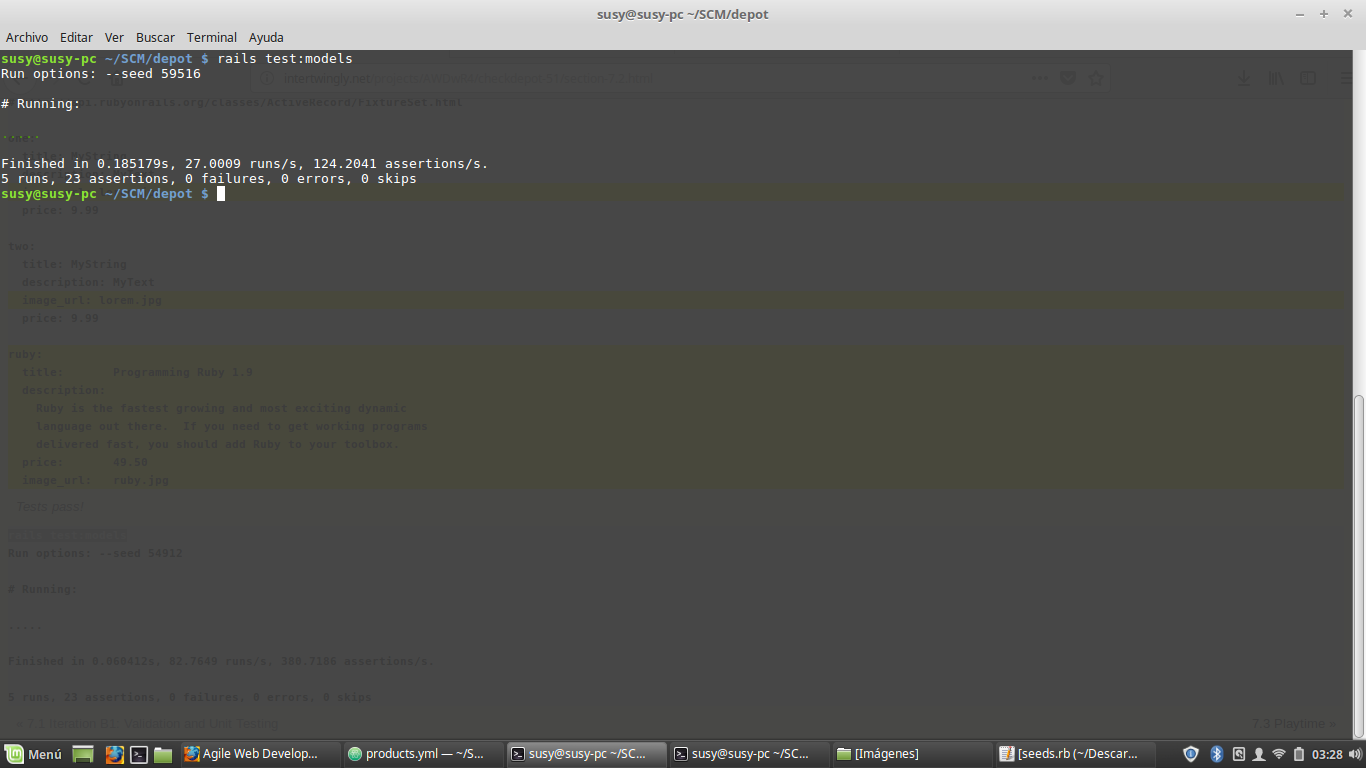 susy@susy-pc ~/SCM/depot
Archivo Editar Ver Buscar Terminal Ayuda
susy@susy-pc ~/SCM/depot $ rails test:models
Run options: --seed 59516
# Running:
.....
Finished in 0.185179s, 27.0009 runs/s, 124.2041 assertions/s.
5 runs, 23 assertions, 0 failures, 0 errors, 0 skips
susy@susy-pc ~/SCM/depot $
price: 9.99
two:
title: MyString
description: MyText
image_url: lorem.jpg
price: 9.99
ruby:
title: Programming Ruby 1.9
description:
Ruby is the fastest growing and most exciting dynamic
language out there. If you need to get working programs
delivered fast, you should add Ruby to your toolbox.
price: 49.50
image_url: ruby.jpg
Tests pass!
Run options: --seed 54912
# Running:
.....
Finished in 0.060412s, 82.7649 runs/s, 380.7186 assertions/s.
5 runs, 23 assertions, 0 failures, 0 errors, 0 skips
« 7.1 Iteration B1: Validation and Unit Testing
7.3 Playtime »
Menú Agile Web Develop... products.yml — ~/S... susy@susy-pc ~/SC... susy@susy-pc ~/SC... [Imágenes] [seeds.rb (~/Descar... 03:28